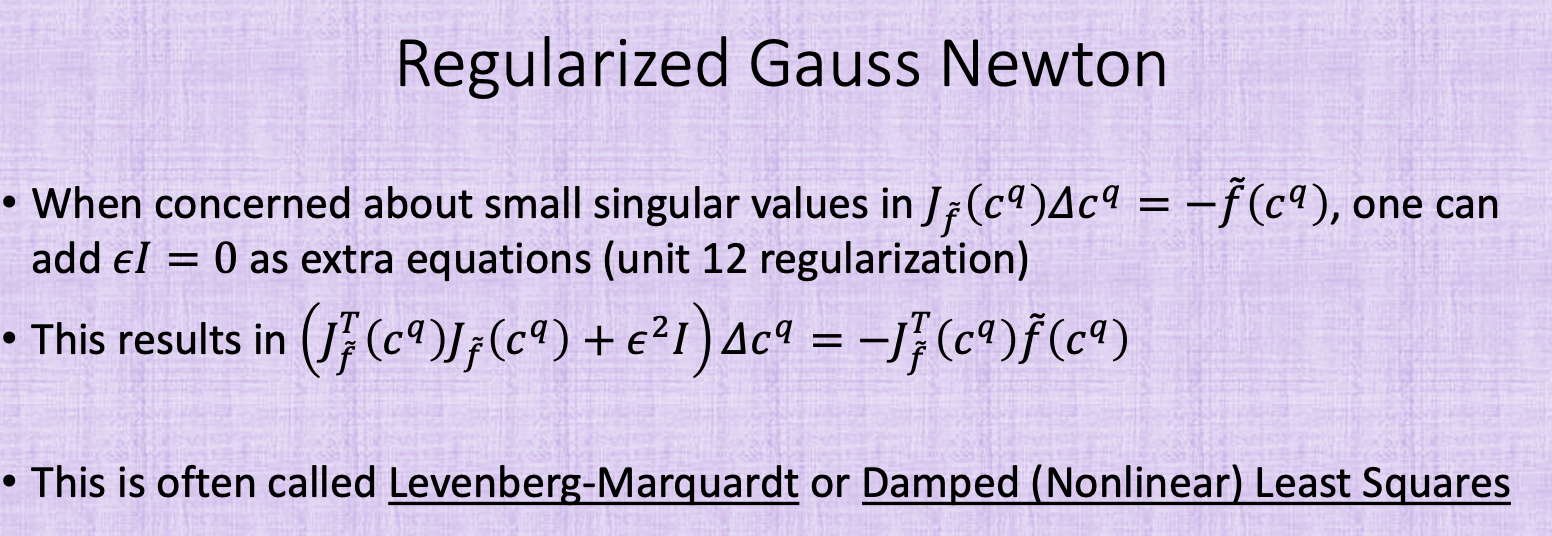 Regularized Gauss Newton
• When concerned about small singular values in $J_{\tilde{f}}(c^q)\Delta c^q = -\tilde{f}(c^q)$, one can
add $\epsilon I = 0$ as extra equations (unit 12 regularization)
• This results in $\left(J_{\tilde{f}}^T(c^q)J_{\tilde{f}}(c^q) + \epsilon^2 I\right)\Delta c^q = -J_{\tilde{f}}^T(c^q)\tilde{f}(c^q)$
• This is often called Levenberg-Marquardt or Damped (Nonlinear) Least Squares